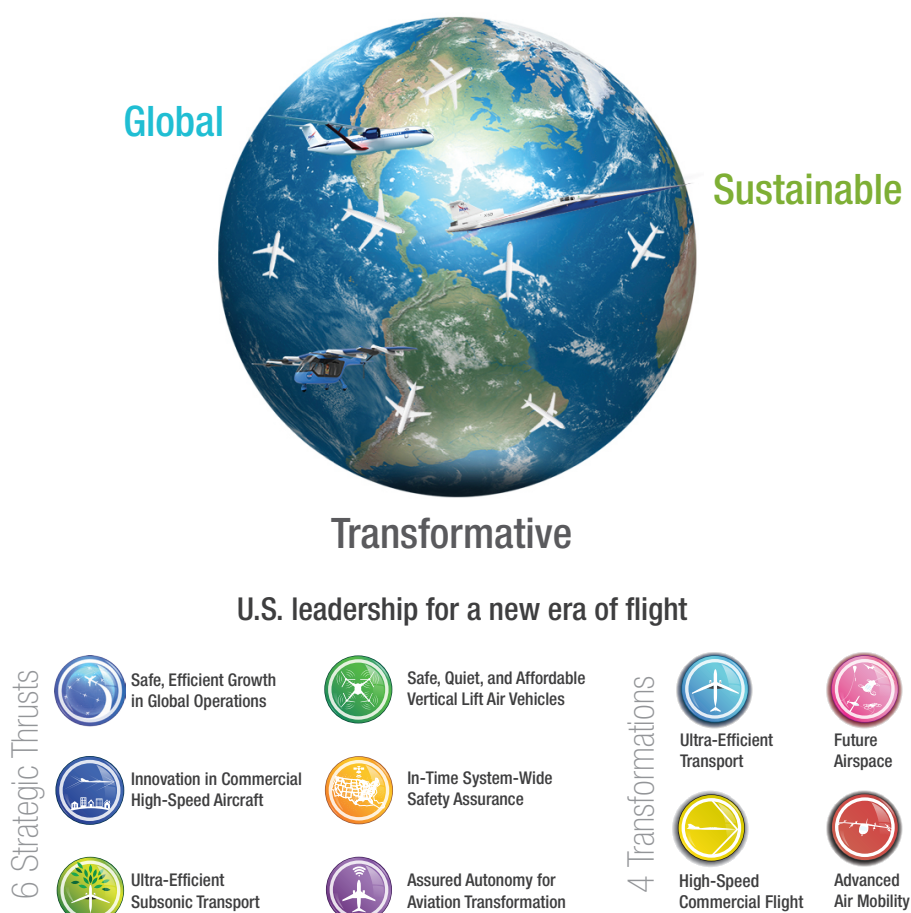 Global
Sustainable
Transformative
U.S. leadership for a new era of flight
6 Strategic Thrusts
Safe, Efficient Growth
in Global Operations
Innovation in Commercial
High-Speed Aircraft
Ultra-Efficient
Subsonic Transport
Safe, Quiet, and Affordable
Vertical Lift Air Vehicles
In-Time System-Wide
Safety Assurance
Assured Autonomy for
Aviation Transformation
4 Transformations
Ultra-Efficient
Transport
Future
Airspace
High-Speed
Commercial Flight
Advanced
Air Mobility